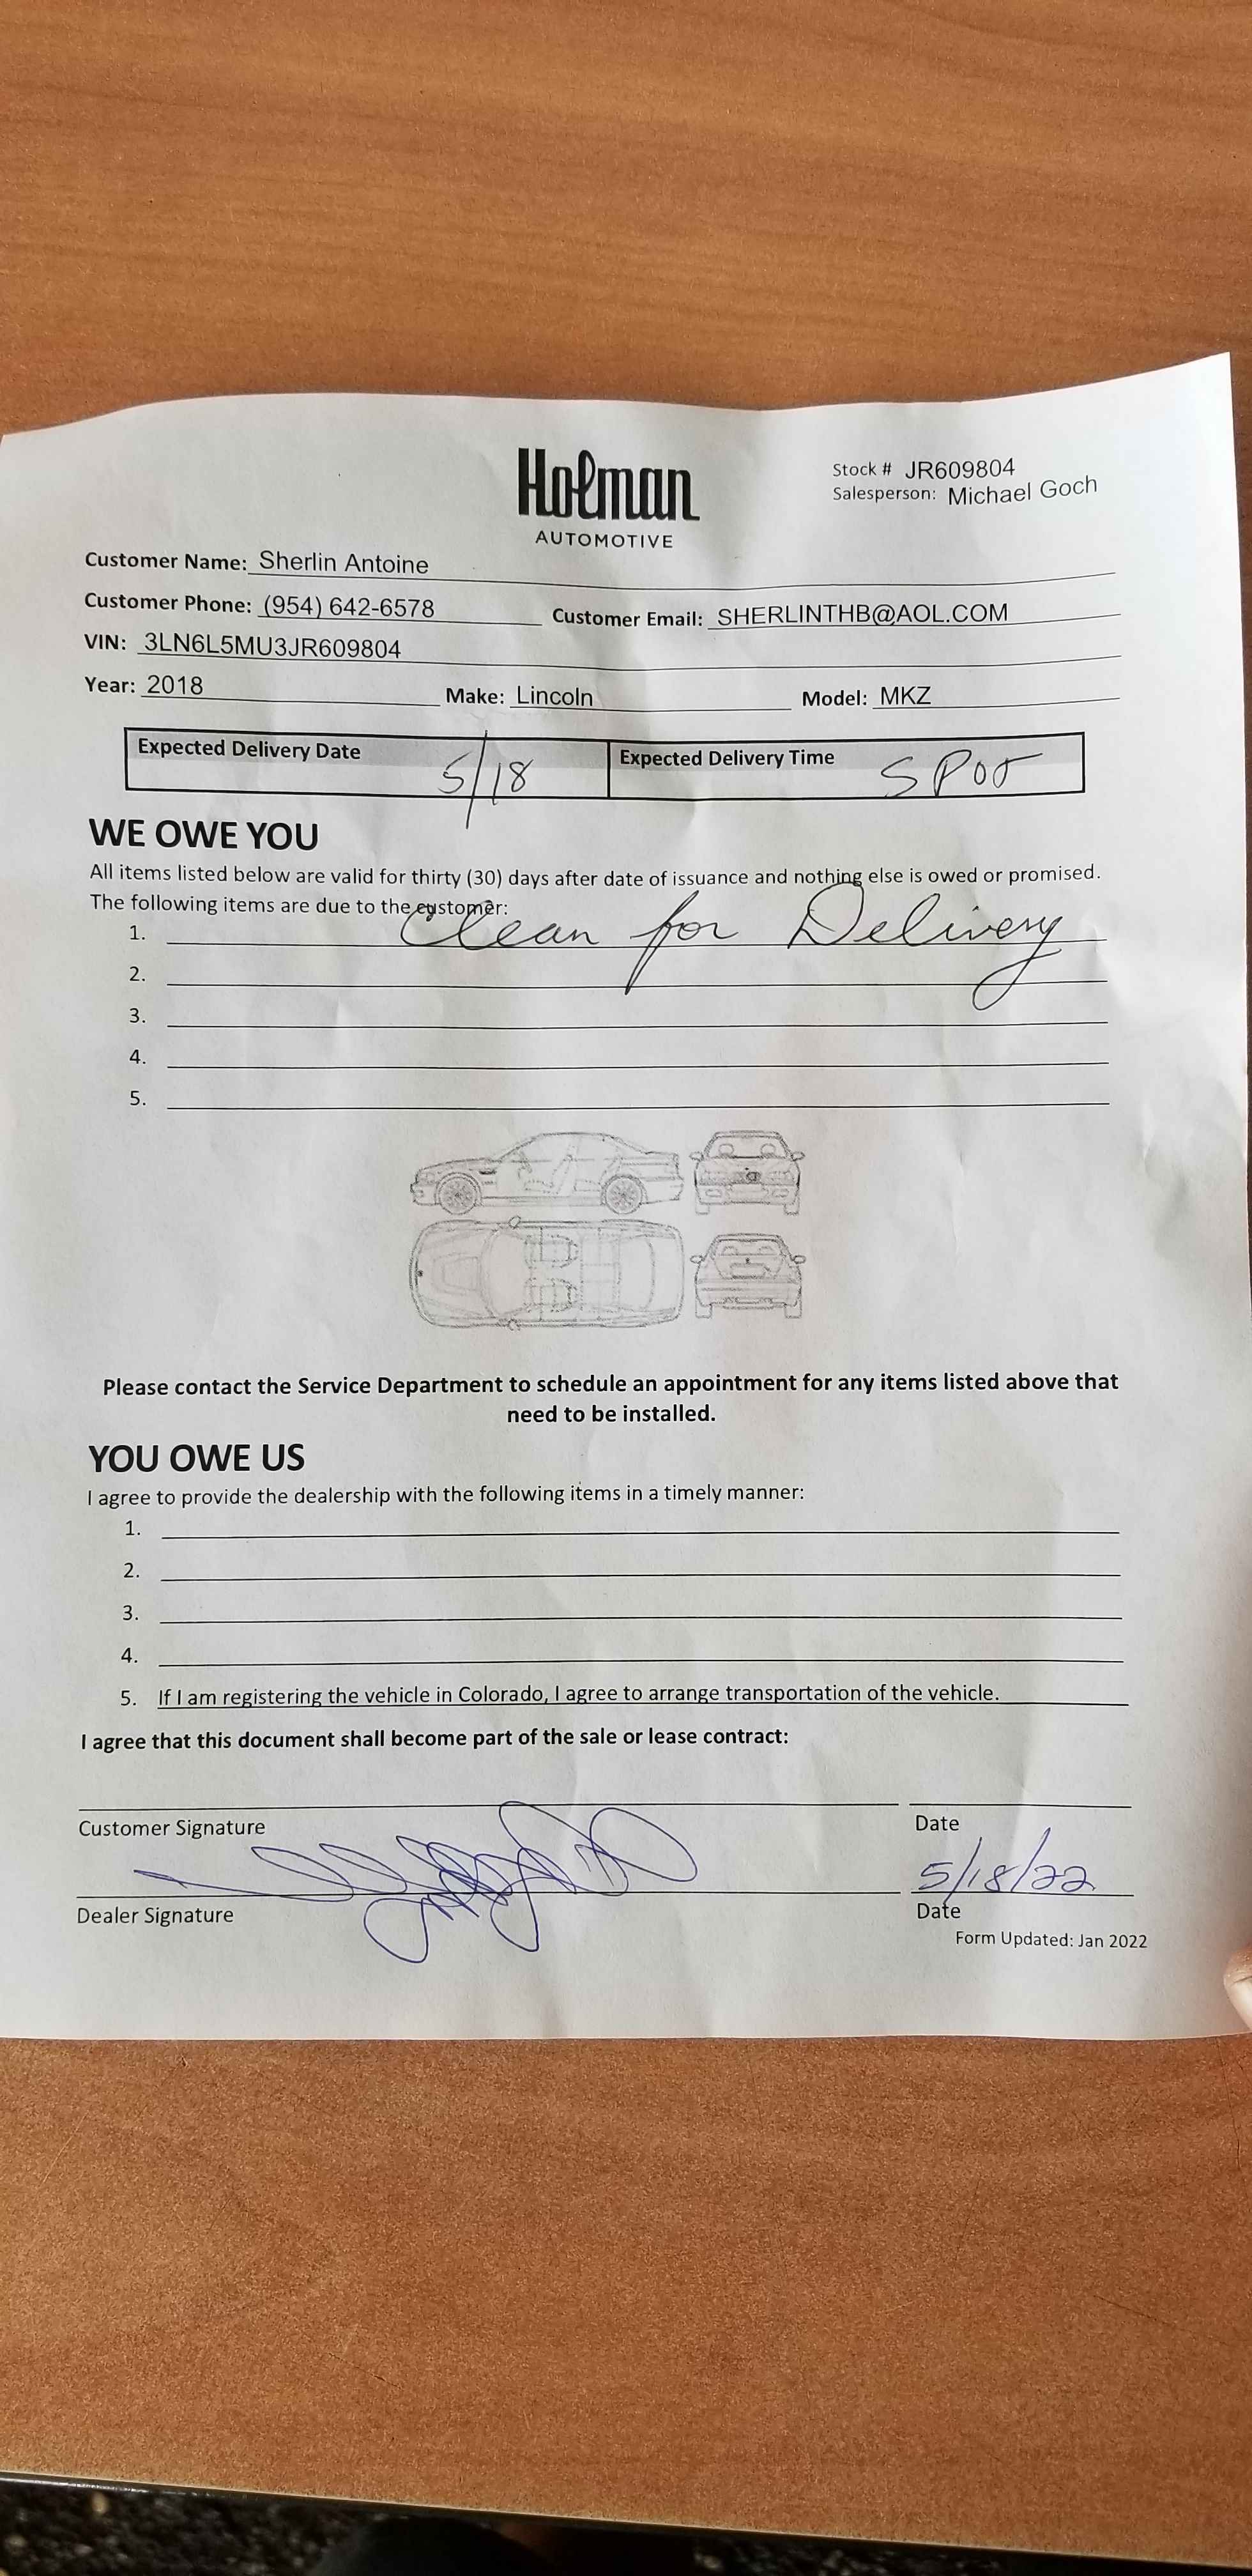 Holman
AUTOMOTIVE
Stock # JR609804
Salesperson: Michael Goch
Customer Name: Sherlin Antoine
Customer Phone: (954) 642-6578 Customer Email: SHERLINTHB@AOL.COM
VIN: 3LN6L5MU3JR609804
Year: 2018 Make: Lincoln Model: MKZ
Expected Delivery Date 5/18 Expected Delivery Time SPOT
WE OWE YOU
All items listed below are valid for thirty (30) days after date of issuance and nothing else is owed or promised.
The following items are due to the customer:
1. Clean for Delivery
2.
3.
4.
5.
Please contact the Service Department to schedule an appointment for any items listed above that
need to be installed.
YOU OWE US
I agree to provide the dealership with the following items in a timely manner:
1.
2.
3.
4.
5. If I am registering the vehicle in Colorado, I agree to arrange transportation of the vehicle.
I agree that this document shall become part of the sale or lease contract:
Customer Signature Date
5/18/22
Dealer Signature Date
Form Updated: Jan 2022